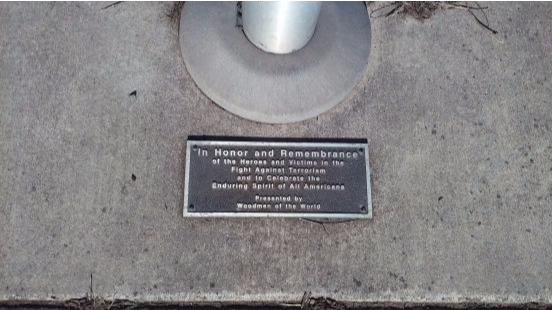 "In Honor and Remembrance"
of the Heroes and Victims in the
Fight Against Terrorism
and to Celebrate the
Enduring Spirit of All Americans
Presented by
Woodmen of the World